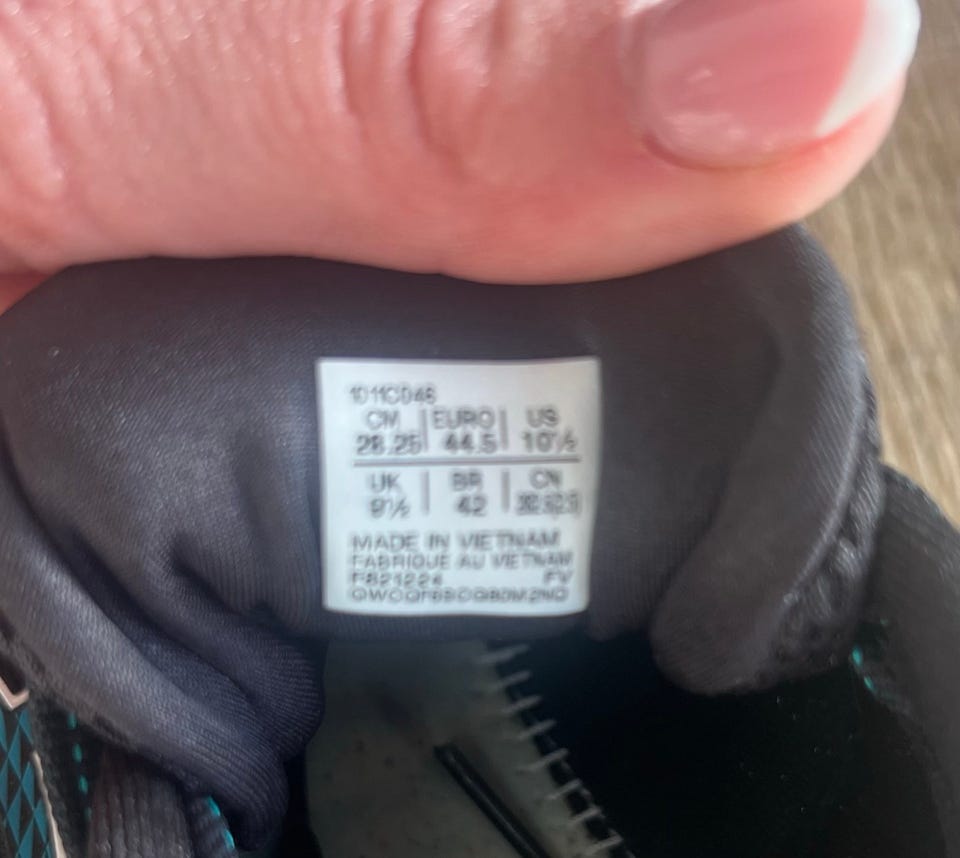 1011C046
CM | EURO | US
28.25 | 44.5 | 10½
UK | BR | CN
9½ | 42 |
MADE IN VIETNAM
FABRIQUE AU VIETNAM
FB21224 FV